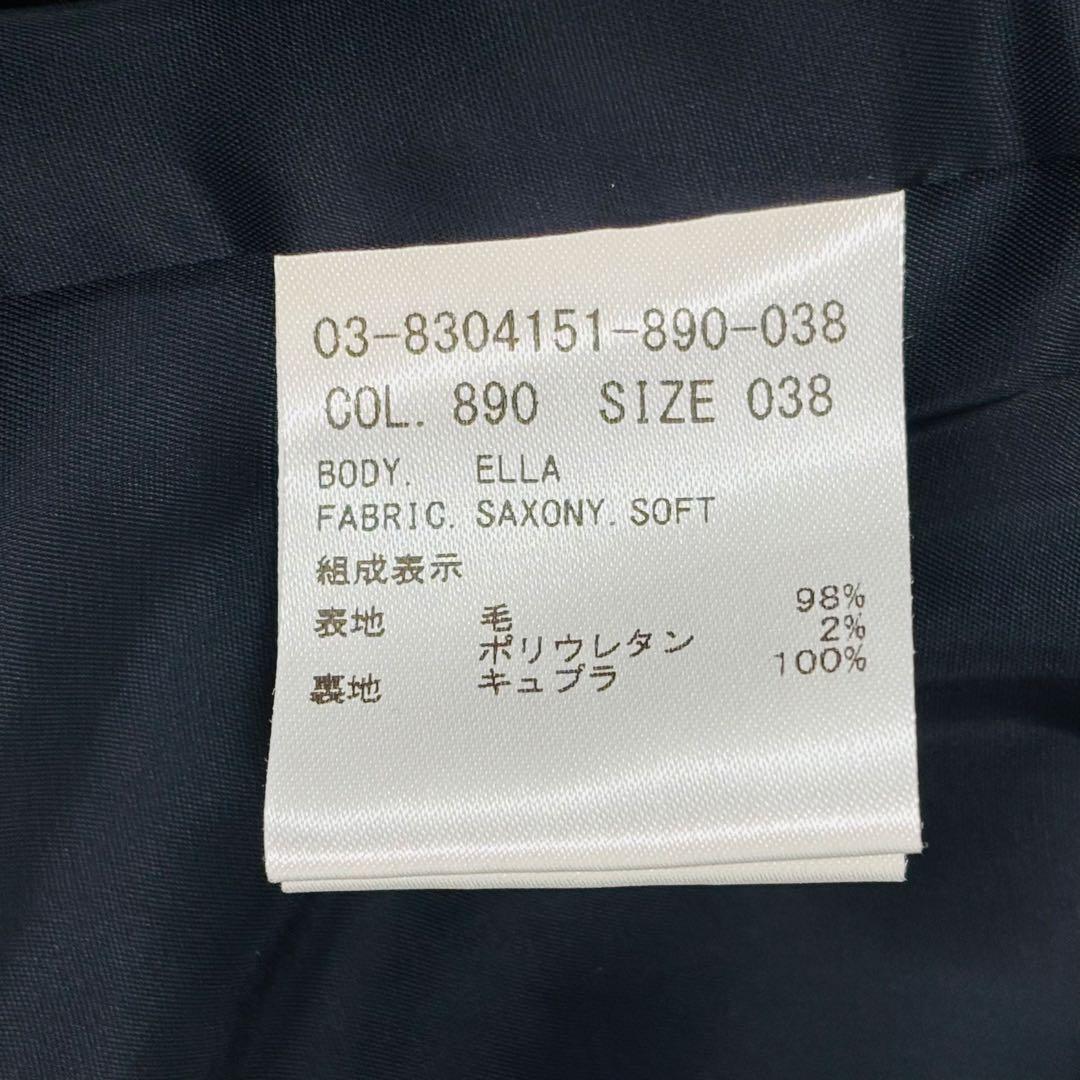 03-8304151-890-038
COL. 890 SIZE 038
BODY. ELLA
FABRIC. SAXONY. SOFT
組成表示
表地 毛 98%
ポリウレタン 2%
裏地 キュプラ 100%